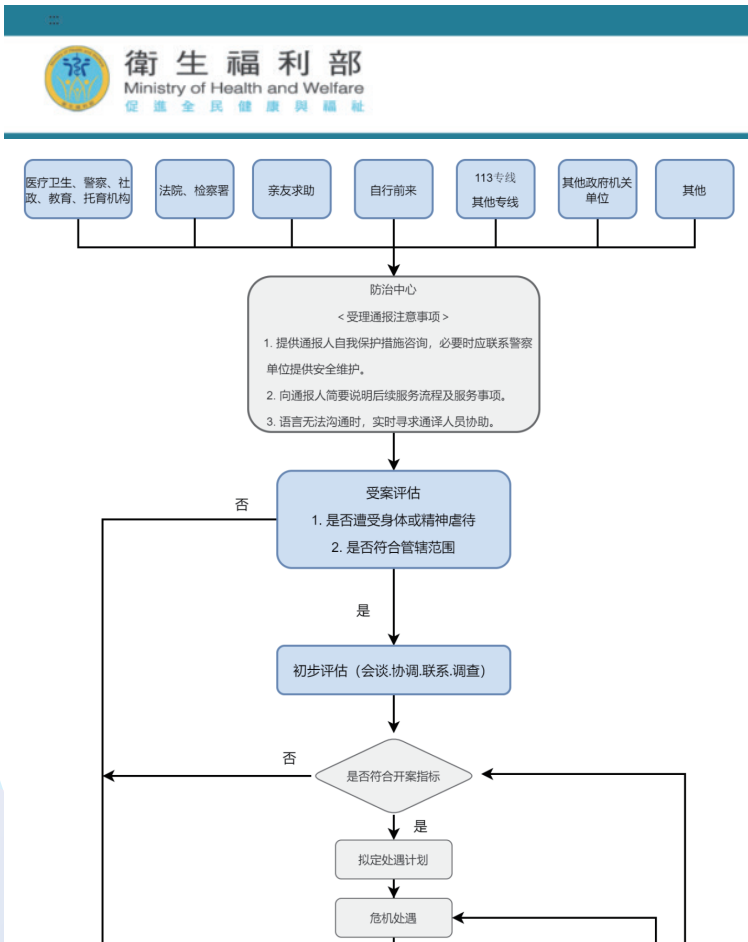 衛生福利部
Ministry of Health and Welfare
促進全民健康與福祉
医疗卫生、警察、社
政、教育、托育机构
法院、检察署
亲友求助
自行前来
113专线
其他专线
其他政府机关
单位
其他
防治中心
<受理通报注意事项>
1. 提供通报人自我保护措施咨询，必要时应联系警察
单位提供安全维护。
2. 向通报人简要说明后续服务流程及服务事项。
3. 语言无法沟通时，实时寻求通译人员协助。
受案评估
1. 是否遭受身体或精神虐待
2. 是否符合管辖范围
否
是
初步评估（会谈.协调.联系.调查）
否
是否符合开案指标
是
拟定处遇计划
危机处遇